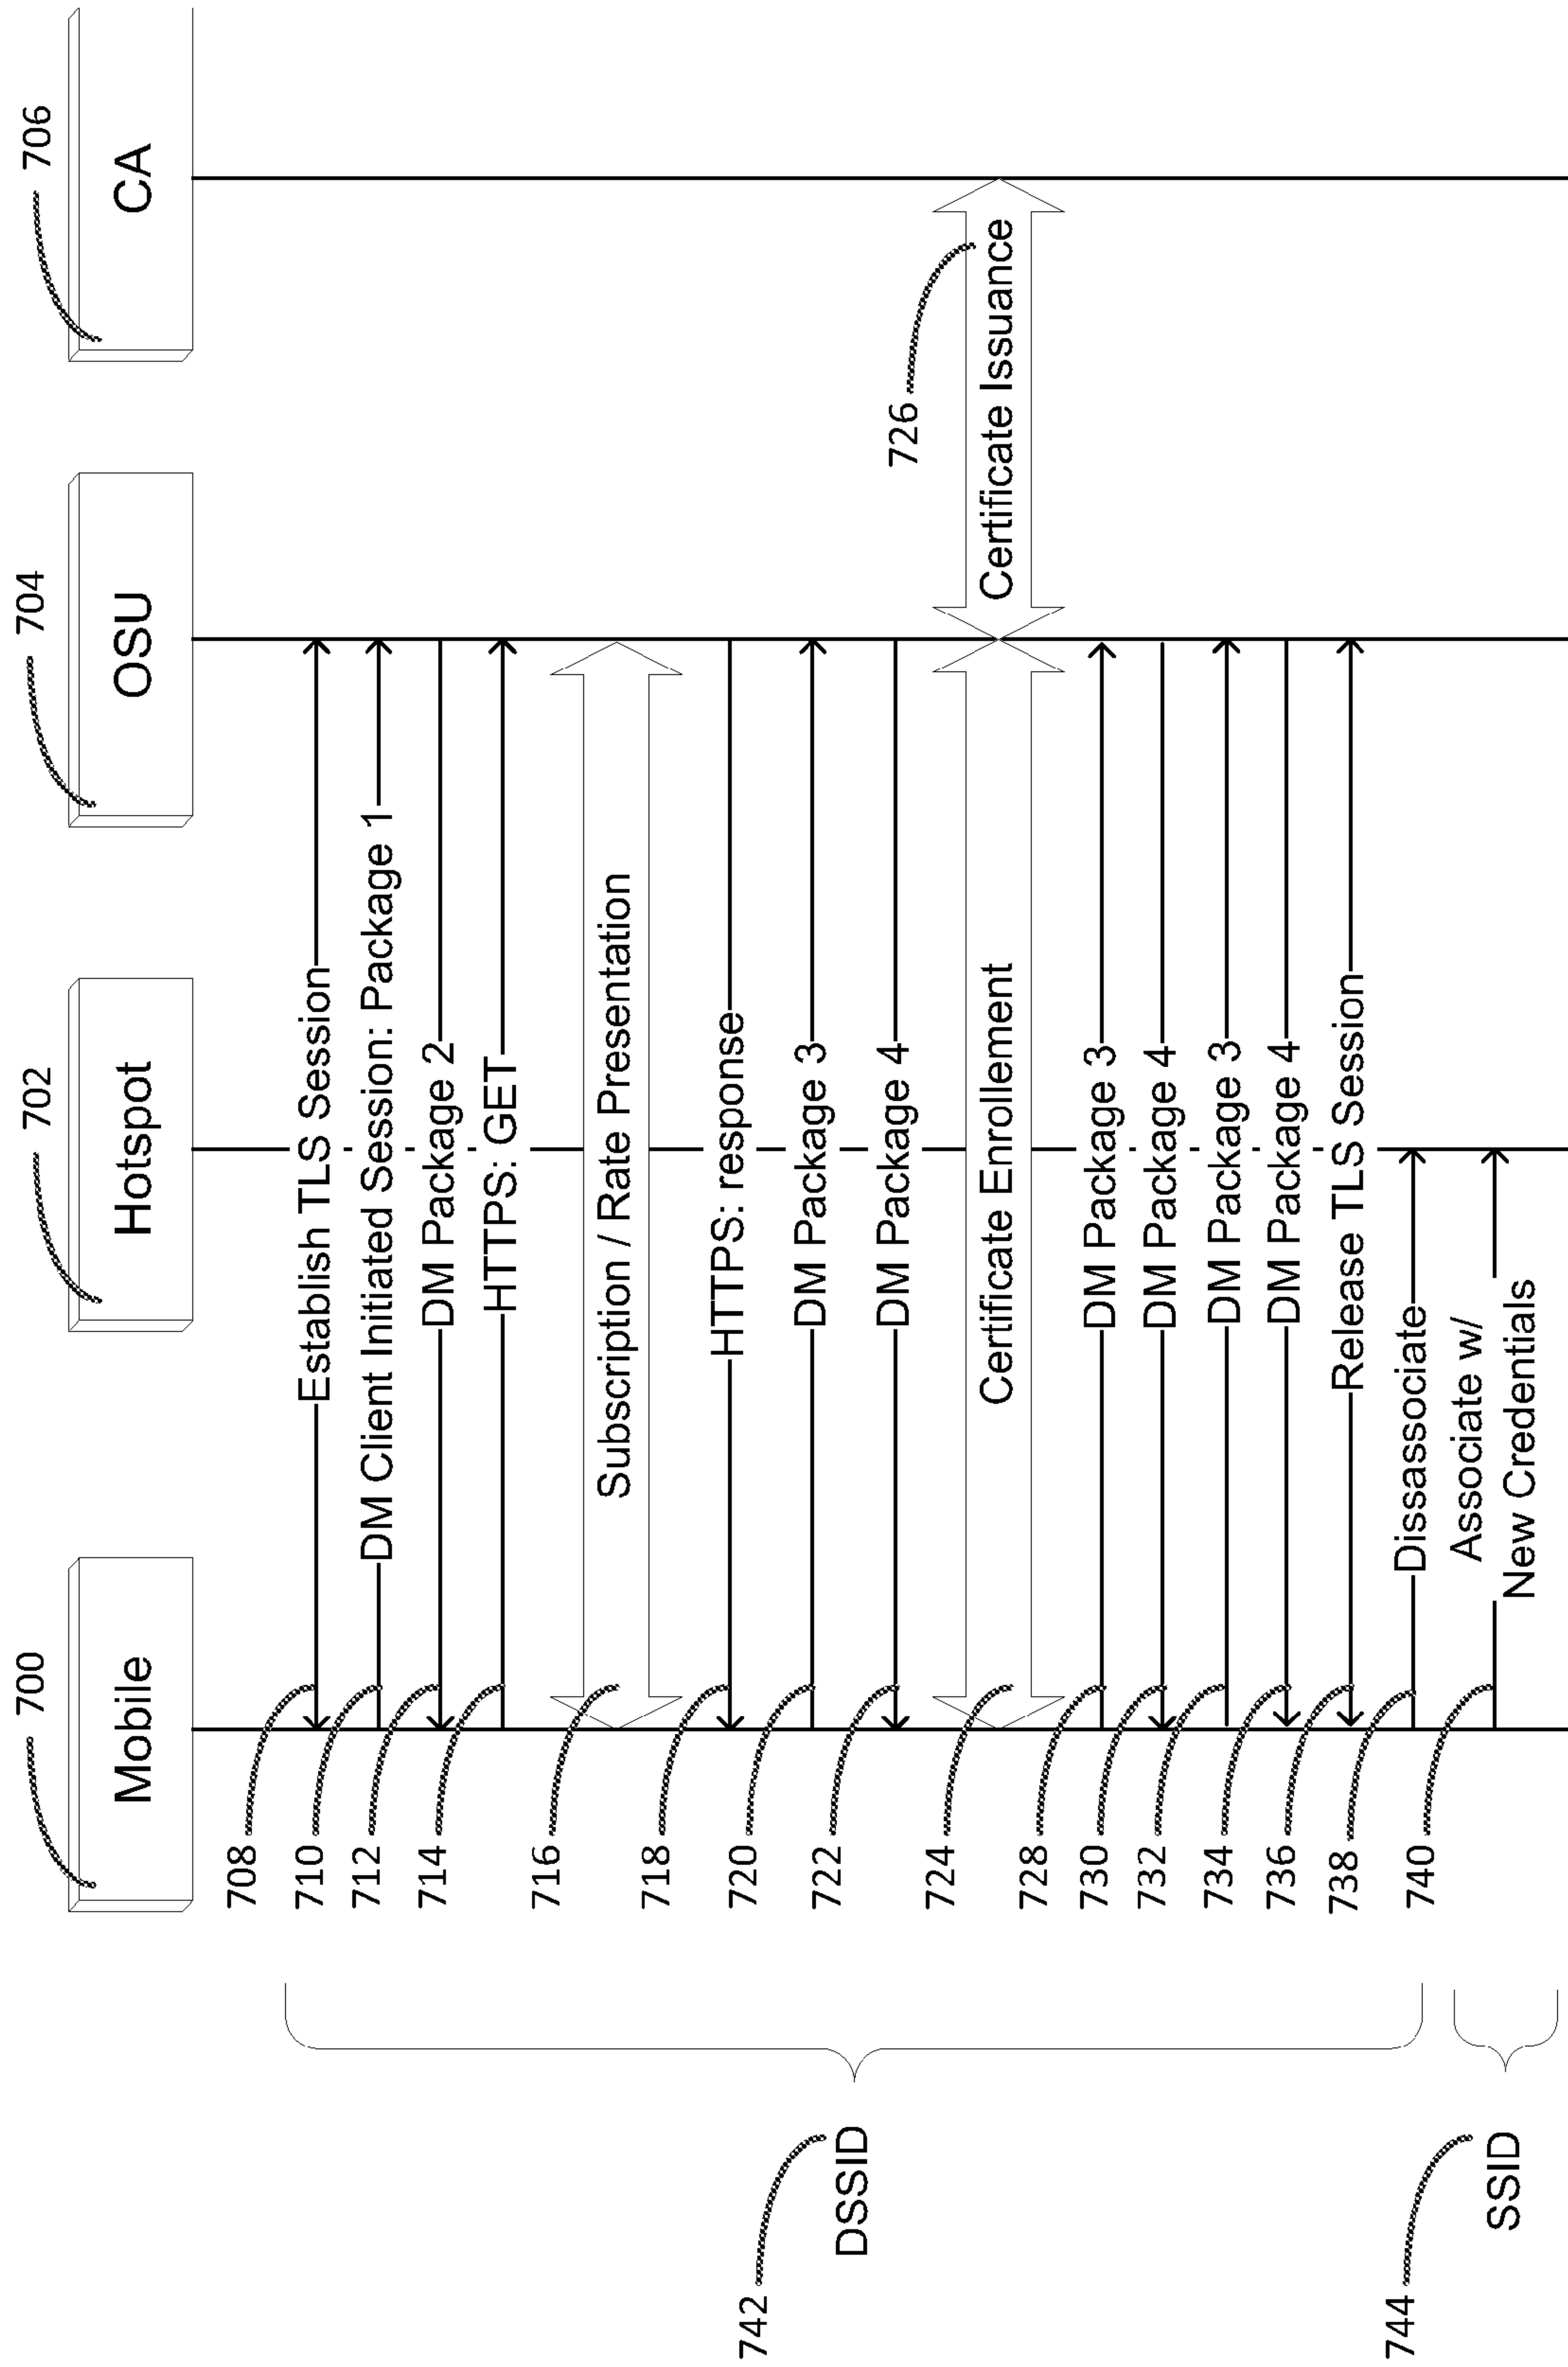 700
702
704
706
Mobile
Hotspot
OSU
CA
708
Establish TLS Session
710
DM Client Initiated Session: Package 1
712
DM Package 2
714
HTTPS: GET
716
Subscription / Rate Presentation
718
HTTPS: response
720
DM Package 3
722
DM Package 4
724
Certificate Enrollement
726
Certificate Issuance
728
DM Package 3
730
DM Package 4
732
DM Package 3
734
DM Package 4
736
Release TLS Session
738
Dissassociate
740
Associate w/
New Credentials
742
DSSID
744
SSID